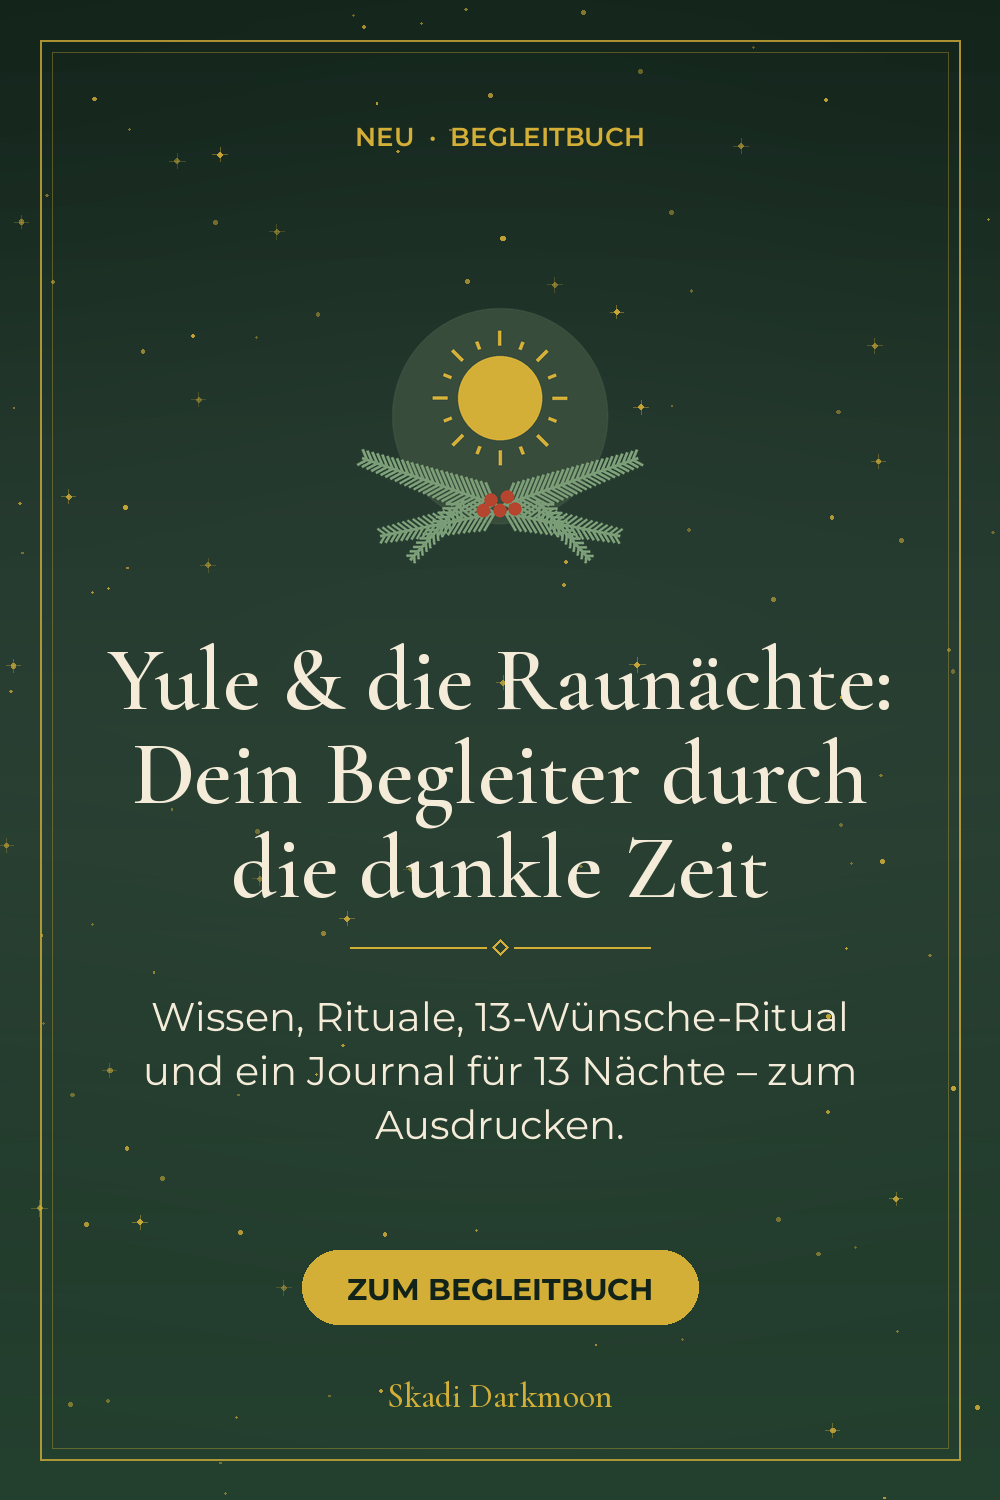 NEU · BEGLEITBUCH
Yule & die Raunächte:
Dein Begleiter durch
die dunkle Zeit
Wissen, Rituale, 13-Wünsche-Ritual
und ein Journal für 13 Nächte – zum
Ausdrucken.
ZUM BEGLEITBUCH
Skadi Darkmoon